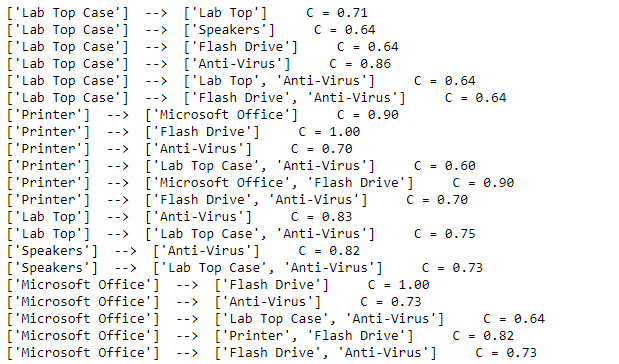 ['Lab Top Case']  -->  ['Lab Top']     C = 0.71
['Lab Top Case']  -->  ['Speakers']     C = 0.64
['Lab Top Case']  -->  ['Flash Drive']     C = 0.64
['Lab Top Case']  -->  ['Anti-Virus']     C = 0.86
['Lab Top Case']  -->  ['Lab Top', 'Anti-Virus']     C = 0.64
['Lab Top Case']  -->  ['Flash Drive', 'Anti-Virus']     C = 0.64
['Printer']  -->  ['Microsoft Office']     C = 0.90
['Printer']  -->  ['Flash Drive']     C = 1.00
['Printer']  -->  ['Anti-Virus']     C = 0.70
['Printer']  -->  ['Lab Top Case', 'Anti-Virus']     C = 0.60
['Printer']  -->  ['Microsoft Office', 'Flash Drive']     C = 0.90
['Printer']  -->  ['Flash Drive', 'Anti-Virus']     C = 0.70
['Lab Top']  -->  ['Anti-Virus']     C = 0.83
['Lab Top']  -->  ['Lab Top Case', 'Anti-Virus']     C = 0.75
['Speakers']  -->  ['Anti-Virus']     C = 0.82
['Speakers']  -->  ['Lab Top Case', 'Anti-Virus']     C = 0.73
['Microsoft Office']  -->  ['Flash Drive']     C = 1.00
['Microsoft Office']  -->  ['Anti-Virus']     C = 0.73
['Microsoft Office']  -->  ['Lab Top Case', 'Anti-Virus']     C = 0.64
['Microsoft Office']  -->  ['Printer', 'Flash Drive']     C = 0.82
['Microsoft Office']  -->  ['Flash Drive', 'Anti-Virus']     C = 0.73